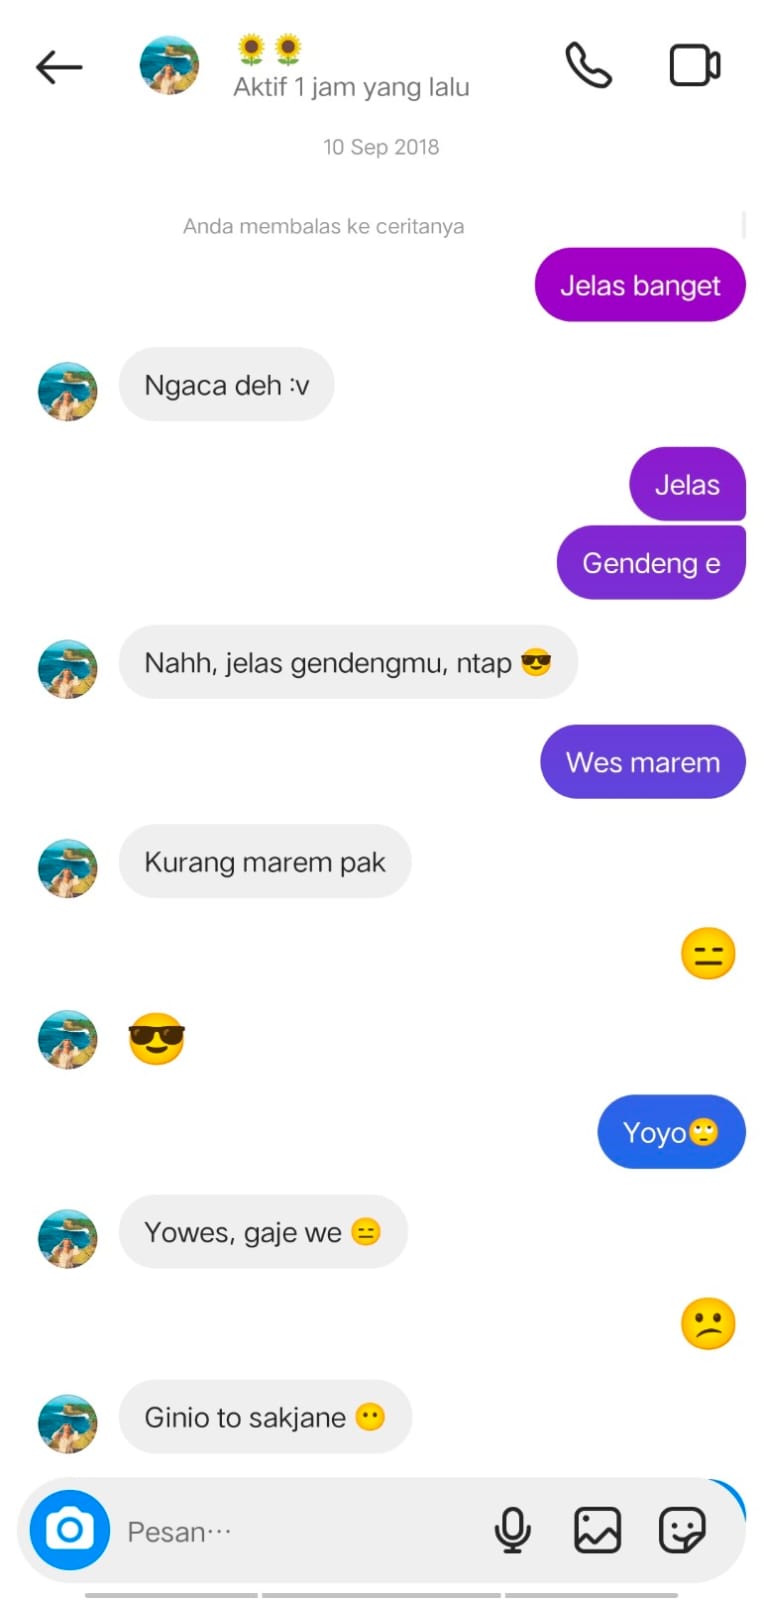 🌻🌻
Aktif 1 jam yang lalu
10 Sep 2018
Anda membalas ke ceritanya
Jelas banget
Ngaca deh :v
Jelas
Gendeng e
Nahh, jelas gendengmu, ntap 😎
Wes marem
Kurang marem pak
😑
😎
Yoyo🙄
Yowes, gaje we 😑
😕
Ginio to sakjane 😶
Pesan...